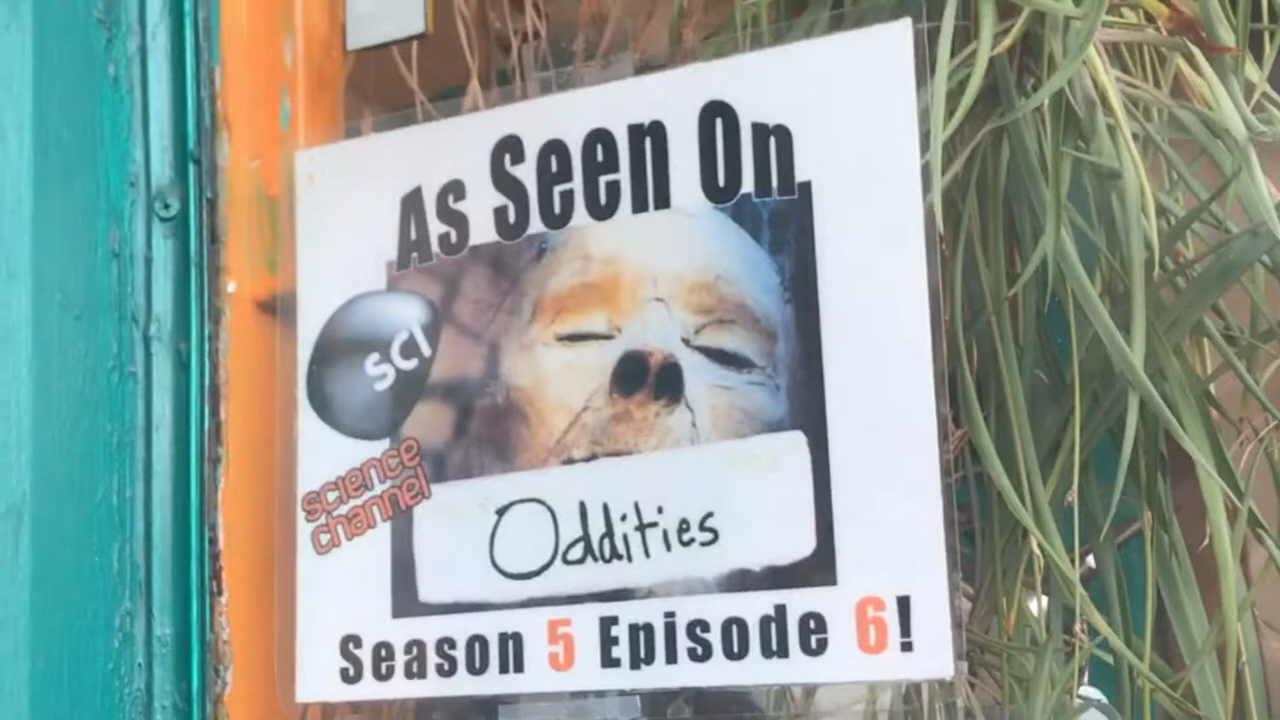 As Seen On
SCI
science
channel
Oddities
Season 5 Episode 6!